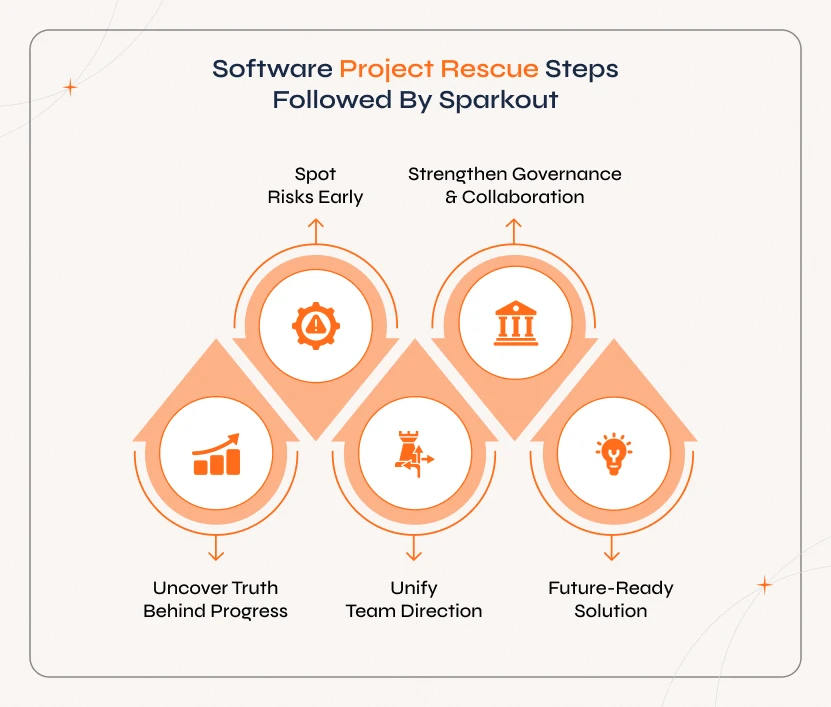 Software Project Rescue Steps
Followed By Sparkout
Spot
Risks Early
Strengthen Governance
& Collaboration
Uncover Truth
Behind Progress
Unify
Team Direction
Future-Ready
Solution